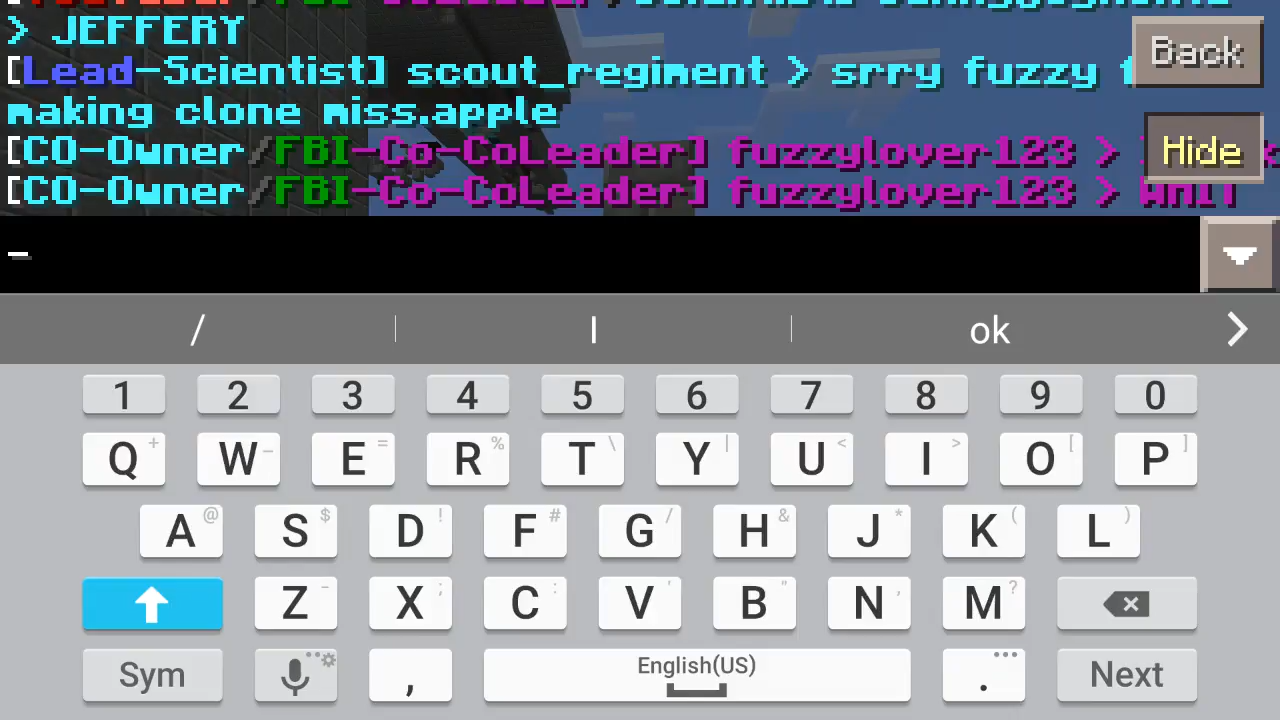 > JEFFERY
[Lead-Scientist] scout_regiment > srry fuzzy
making clone miss.apple
[CO-Owner/FBI-Co-CoLeader] fuzzylover123 >
[CO-Owner/FBI-Co-CoLeader] fuzzylover123 > WAIT
Back
Hide
/ I ok
1 2 3 4 5 6 7 8 9 0
Q + W _ E = R % T \ Y | U < I > O [ P ]
A @ S $ D ! F # G / H & J * K ( L )
Z - X ; C : V ' B " N , M ?
Sym , English(US) . Next